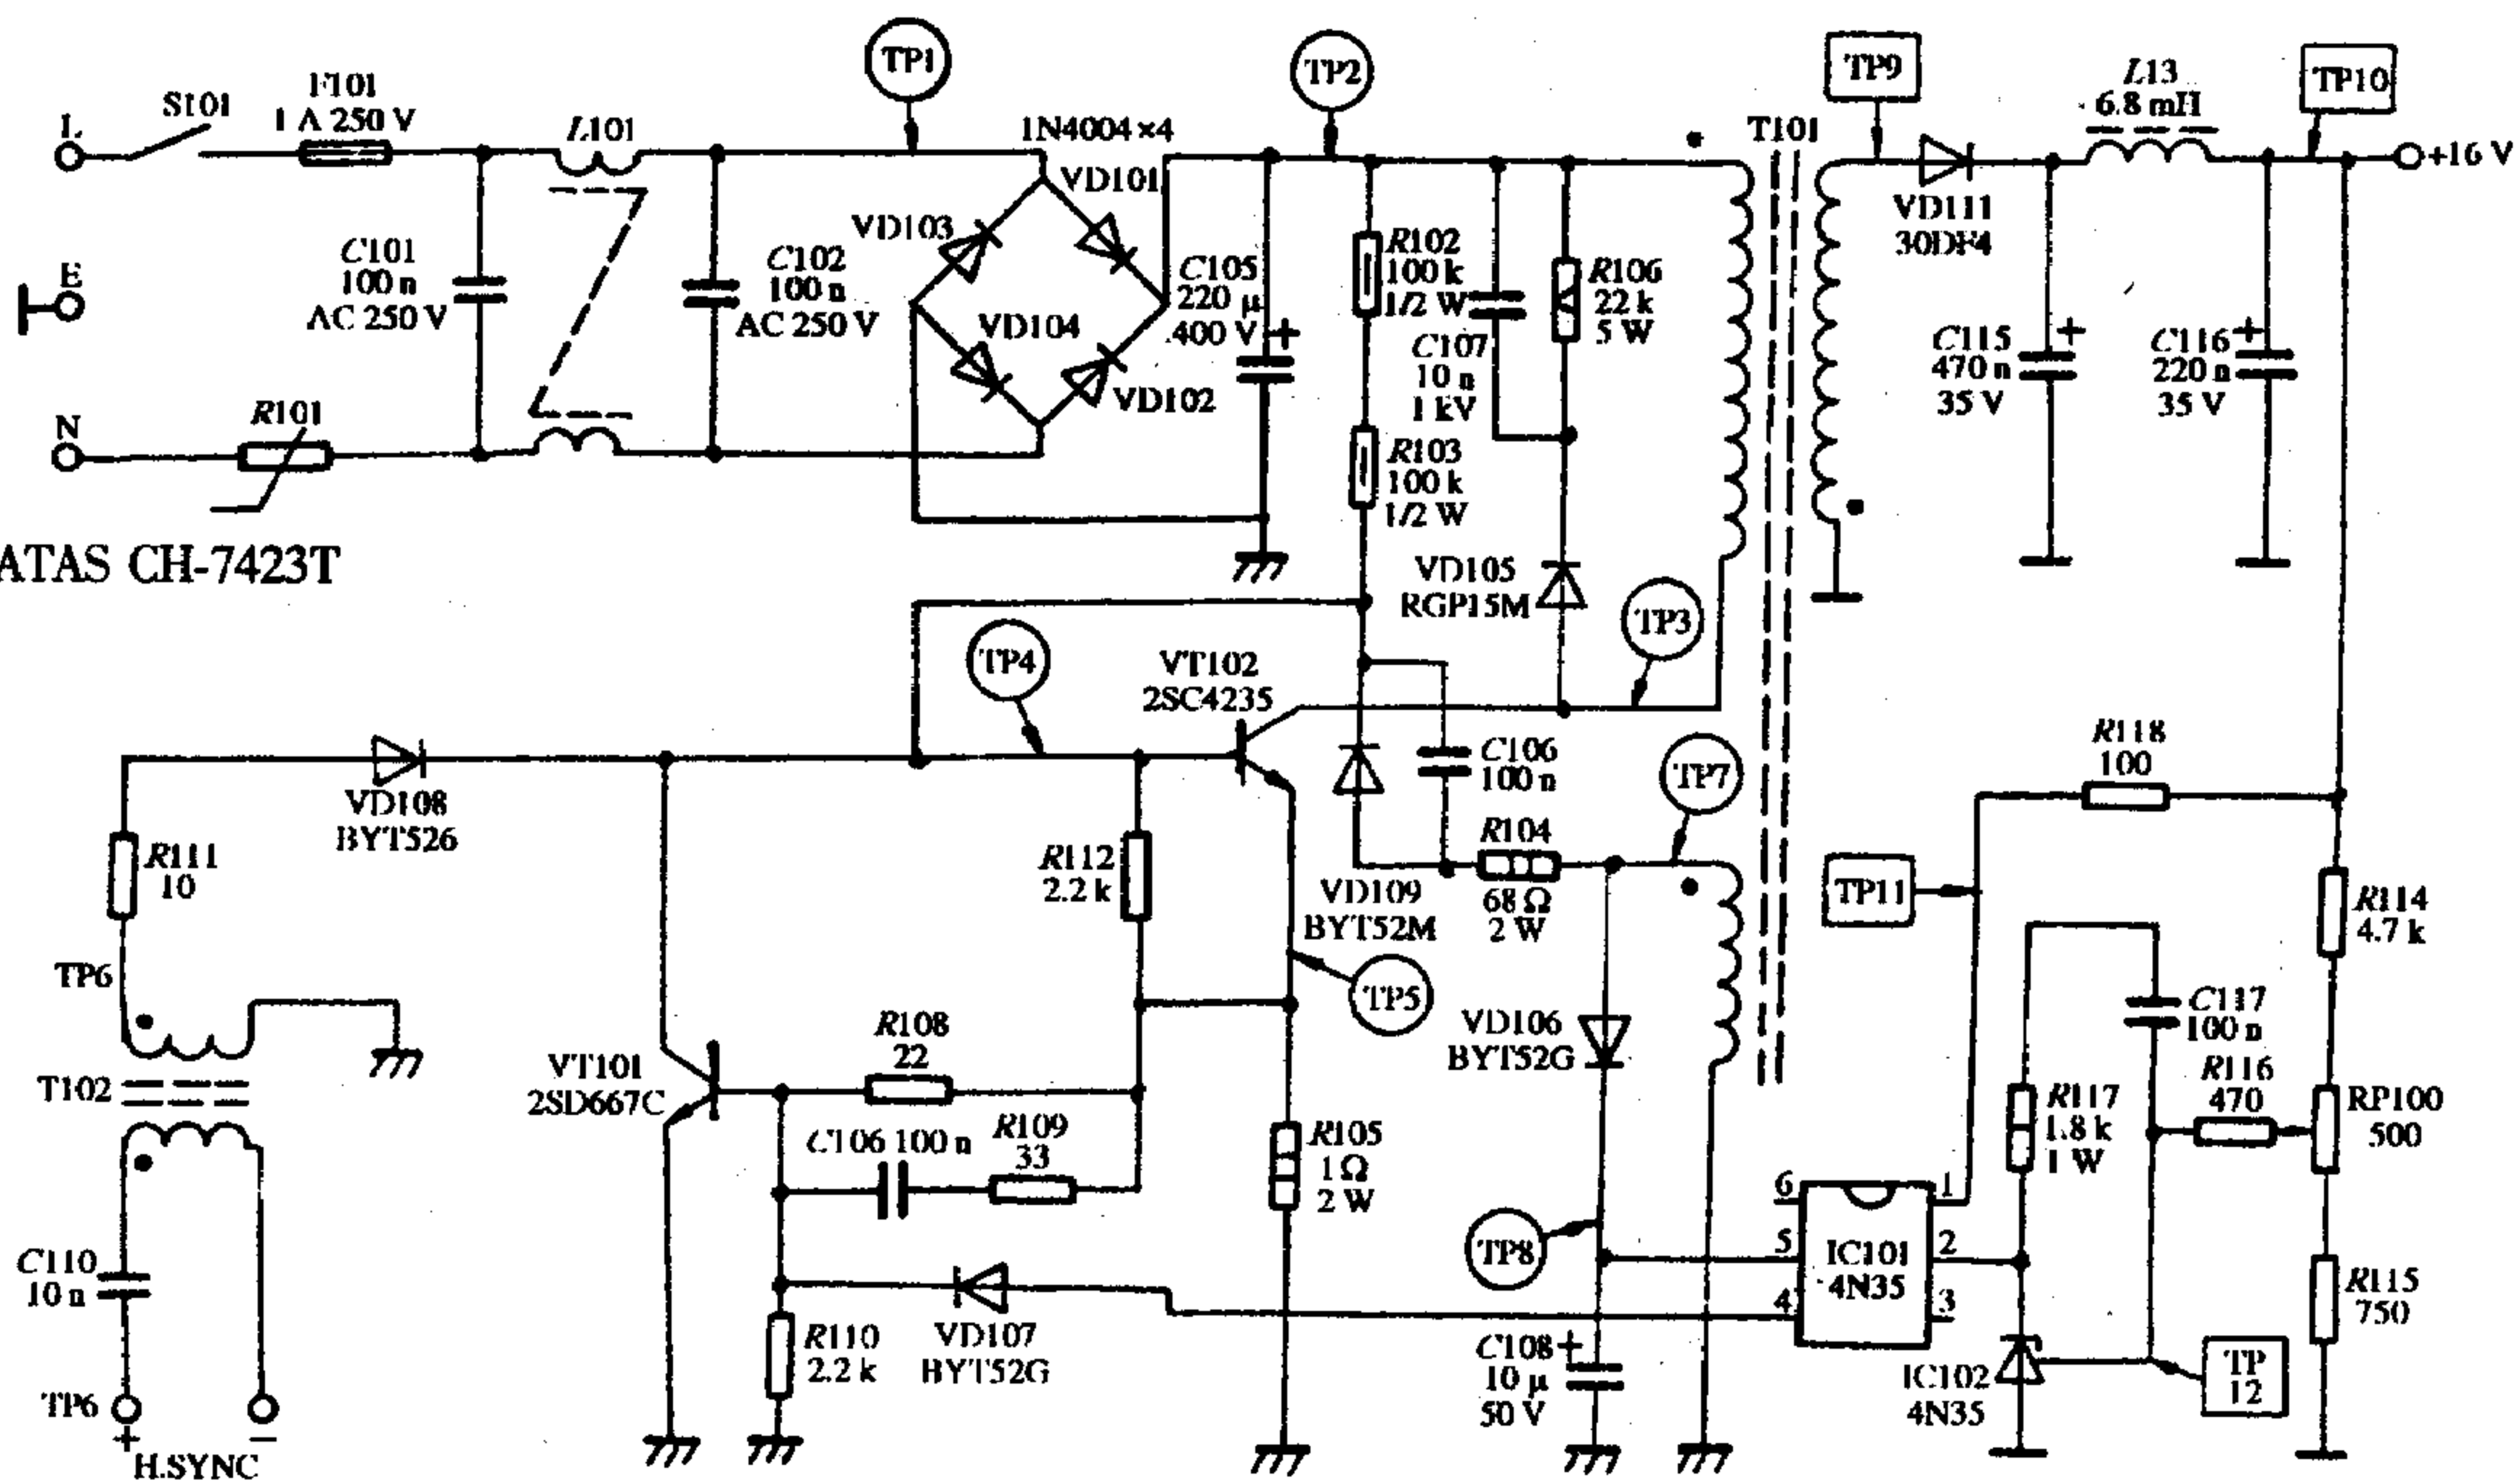 TP1
TP2
TP9
L13
6.8 mH
TP10
F101
1 A 250 V
S101
L
L101
1N4004×4
T101
+16 V
VD101
VD103
VD111
30DF4
C101
100 n
AC 250 V
C102
100 n
AC 250 V
C105
220 μ
400 V
+
R102
100 k
1/2 W
R106
22 k
5 W
E
VD104
C107
10 n
1 kV
C115
470 n
35 V
+
C116
220 n
35 V
+
VD102
N
R101
R103
100 k
1/2 W
ATAS CH-7423T
VD105
RGP15M
TP3
TP4
VT102
2SC4235
R118
100
C106
100 n
TP7
VD108
BYT526
R104
68 Ω
2 W
R111
10
R112
2.2 k
VD109
BYT52M
TP11
R114
4.7 k
TP6
TP5
C117
100 n
R108
22
VD106
BYT52G
T102
VT101
2SD667C
R116
470
R117
1.8 k
1 W
RP100
500
C106 100 n
R109
33
R105
1 Ω
2 W
6
1
TP8
5
IC101
4N35
2
C110
10 n
4
3
R115
750
R110
2.2 k
VD107
BYT52G
C108
10 μ
50 V
+
IC102
4N35
TP
12
TP6
+
−
H.SYNC